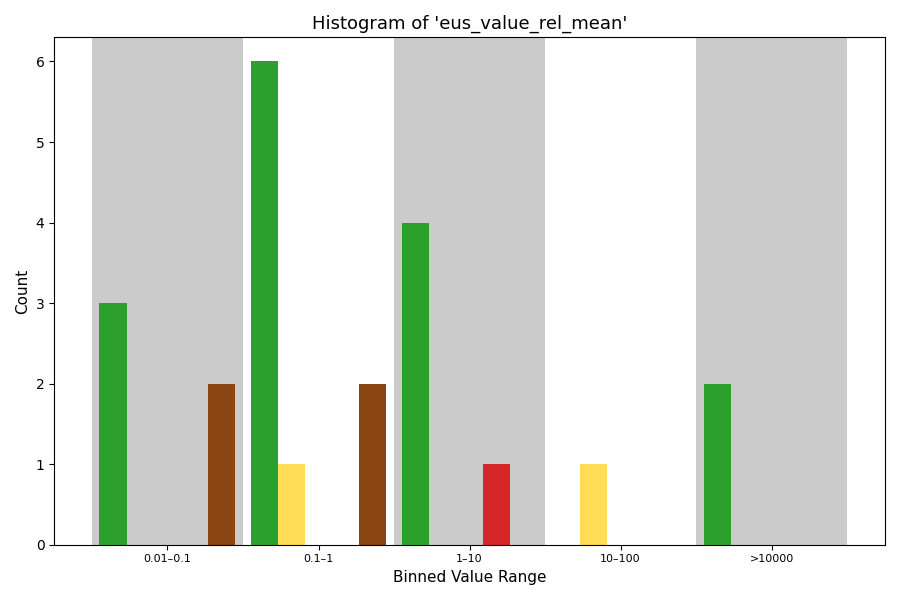 Histogram of 'eus_value_rel_mean'
Count
6
5
4
3
2
1
0
0.01–0.1 0.1–1 1–10 10–100 >10000
Binned Value Range